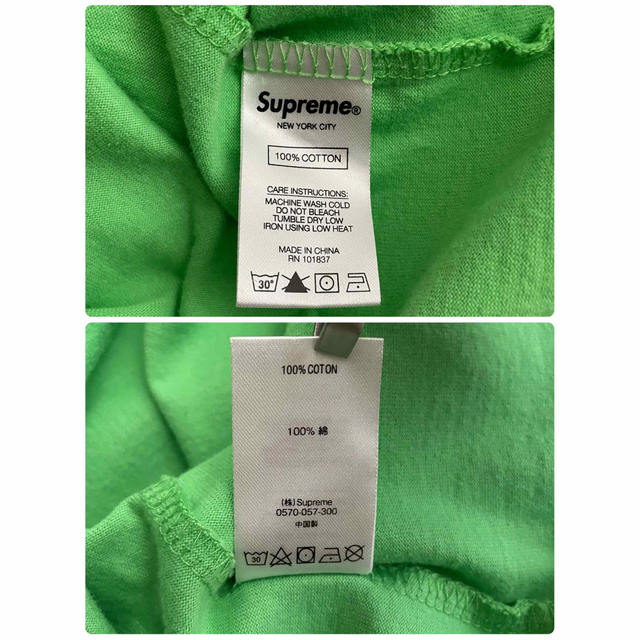 Supreme®
NEW YORK CITY
100% COTTON
CARE INSTRUCTIONS:
MACHINE WASH COLD
DO NOT BLEACH
TUMBLE DRY LOW
IRON USING LOW HEAT
MADE IN CHINA
RN 101837
30°
100% COTON
100% 綿
(株) Supreme
0570-057-300
中国製
30